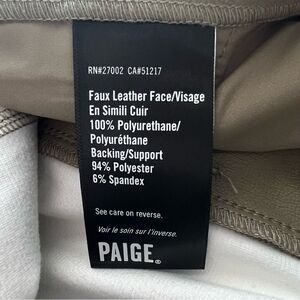 RN#27002 CA#51217
Faux Leather Face/Visage
En Simili Cuir
100% Polyurethane/
Polyuréthane
Backing/Support
94% Polyester
6% Spandex
See care on reverse.
Voir le soin sur l'inverse.
PAIGE®